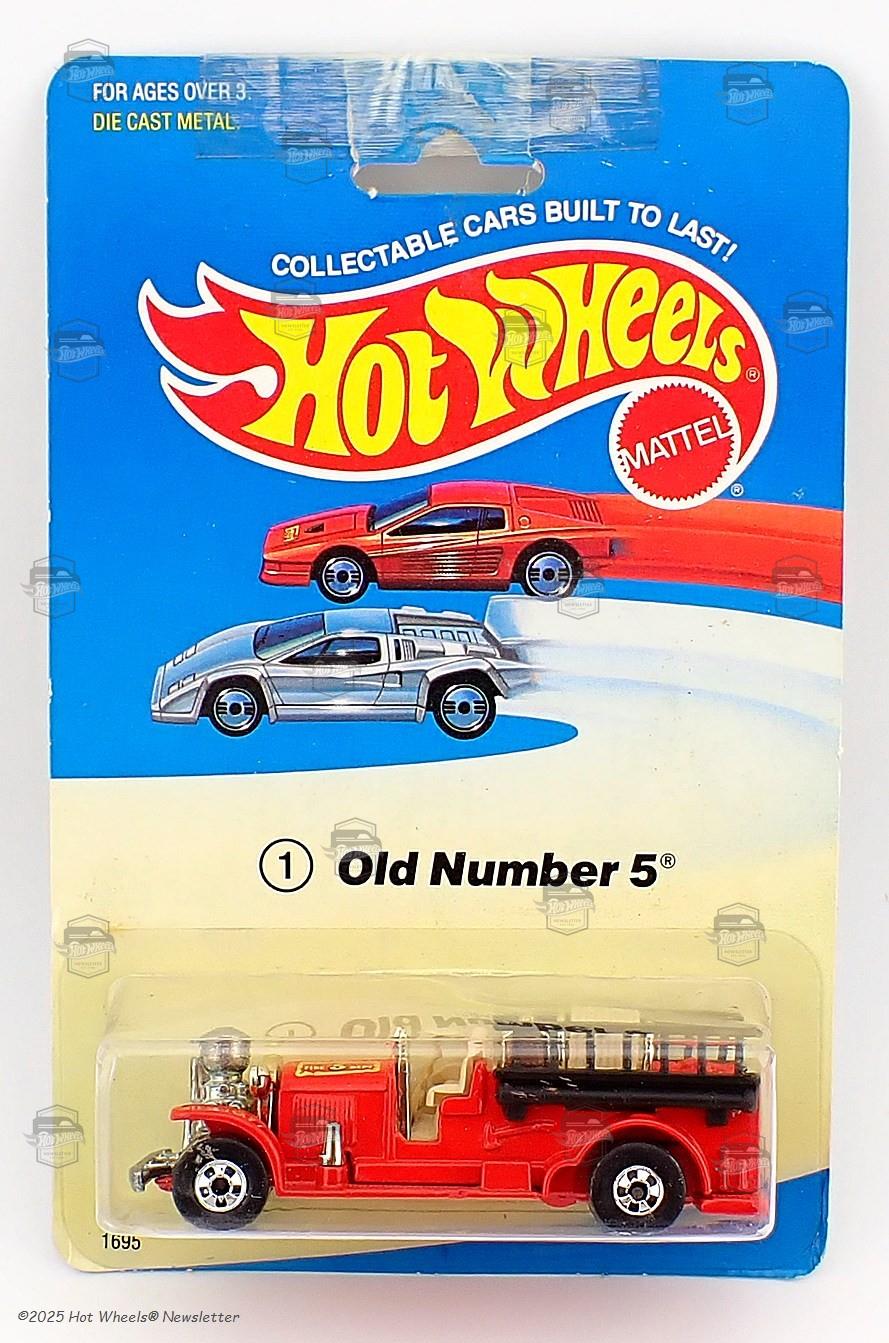 FOR AGES OVER 3.
DIE CAST METAL.
COLLECTABLE CARS BUILT TO LAST!
HOT WHEELS®
MATTEL
®
1 Old Number 5®
1695
©2025 Hot Wheels® Newsletter